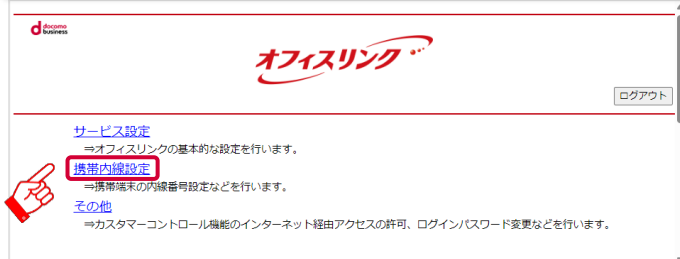 docomo
business
オフィスリンク
ログアウト
サービス設定
⇒オフィスリンクの基本的な設定を行います。
携帯内線設定
⇒携帯端末の内線番号設定などを行います。
その他
⇒カスタマーコントロール機能のインターネット経由アクセスの許可、ログインパスワード変更などを行います。